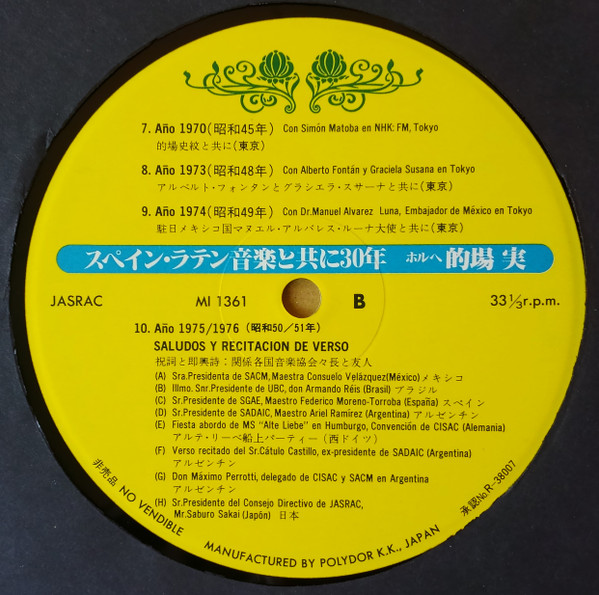 7. Año 1970(昭和45年) Con Simón Matoba en NHK: FM, Tokyo
的場史紋と共に(東京)
8. Año 1973(昭和48年) Con Alberto Fontán y Graciela Susana en Tokyo
アルベルト・フォンタンとグラシエラ・スサーナと共に(東京)
9. Año 1974(昭和49年) Con Dr.Manuel Alvarez Luna, Embajador de México en Tokyo
駐日メキシコ国マヌエル・アルバレス・ルーナ大使と共に(東京)
スペイン・ラテン音楽と共に30年 ホルヘ 的場 実
JASRAC MI 1361 B 33 1/3 r.p.m.
10. Año 1975/1976 (昭和50/51年)
SALUDOS Y RECITACION DE VERSO
祝詞と即興詩:関係各国音楽協会々長と友人
(A) Sra.Presidenta de SACM, Maestra Consuelo Velázquez(México)メキシコ
(B) Illmo. Snr.Presidente de UBC, don Armando Réis (Brasil) ブラジル
(C) Sr.Presidente de SGAE, Maestro Federico Moreno-Torroba (España) スペイン
(D) Sr.Presidente de SADAIC, Maestro Ariel Ramírez (Argentina) アルゼンチン
(E) Fiesta abordo de MS "Alte Liebe" en Humburgo, Convención de CISAC (Alemania)
アルテ・リーベ船上パーティー(西ドイツ)
(F) Verso recitado del Sr.Cátulo Castillo, ex-presidente de SADAIC (Argentina)
アルゼンチン
(G) Don Máximo Perrotti, delegado de CISAC y SACM en Argentina
アルゼンチン
(H) Sr.Presidente del Consejo Directivo de JASRAC,
Mr.Saburo Sakai (Japón) 日本
非売品 NO VENDIBLE
MANUFACTURED BY POLYDOR K.K., JAPAN
承認No.R-38007